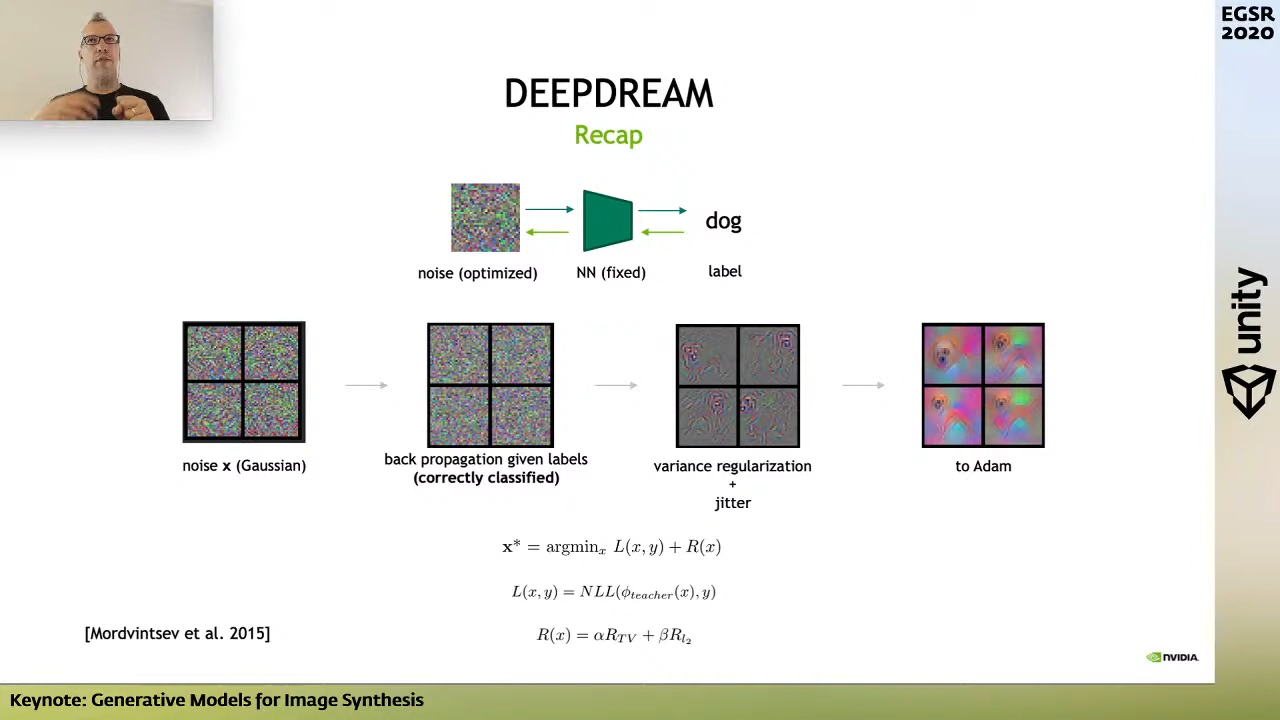 EGSR
2020
DEEPDREAM
Recap
dog
noise (optimized)
NN (fixed)
label
noise x (Gaussian)
back propagation given labels
(correctly classified)
variance regularization
+
jitter
to Adam
x* = argminₓ L(x, y) + R(x)
L(x, y) = NLL(ϕ_teacher(x), y)
R(x) = αR_TV + βR_l₂
[Mordvintsev et al. 2015]
NVIDIA.
unity
Keynote: Generative Models for Image Synthesis